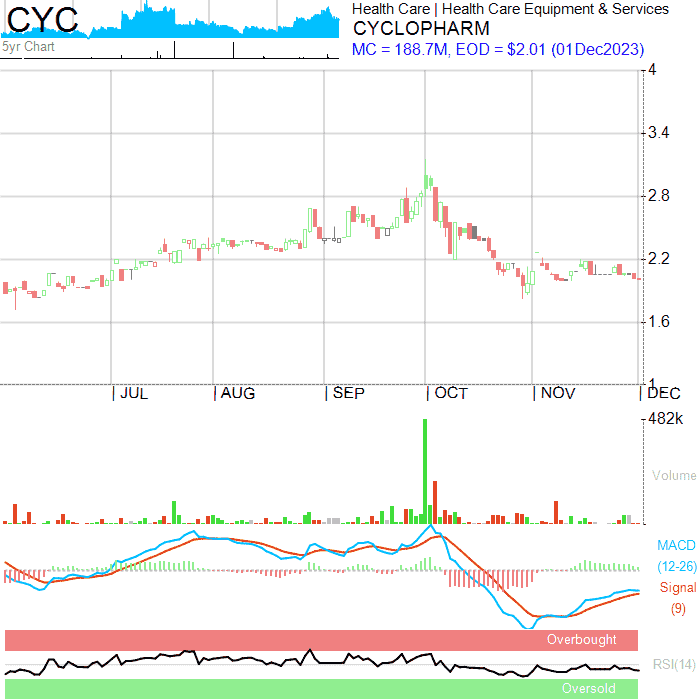 CYC
5yr Chart
Health Care | Health Care Equipment & Services
CYCLOPHARM
MC = 188.7M, EOD = $2.01 (01Dec2023)
4
3.4
2.8
2.2
1.6
1
| JUL | AUG | SEP | OCT | NOV | DEC
482k
Volume
MACD
(12-26)
Signal
(9)
Overbought
RSI(14)
Oversold